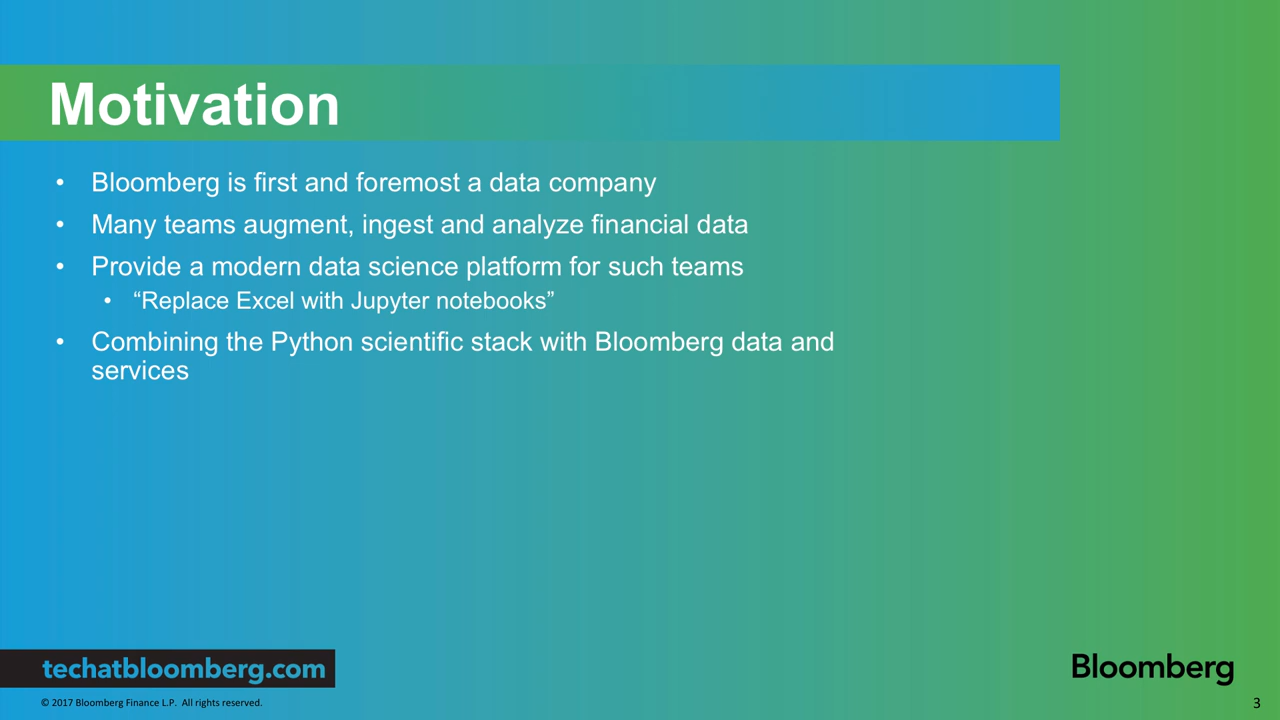 Motivation
• Bloomberg is first and foremost a data company
• Many teams augment, ingest and analyze financial data
• Provide a modern data science platform for such teams
• “Replace Excel with Jupyter notebooks”
• Combining the Python scientific stack with Bloomberg data and
services
techatbloomberg.com
Bloomberg
© 2017 Bloomberg Finance L.P. All rights reserved.
3